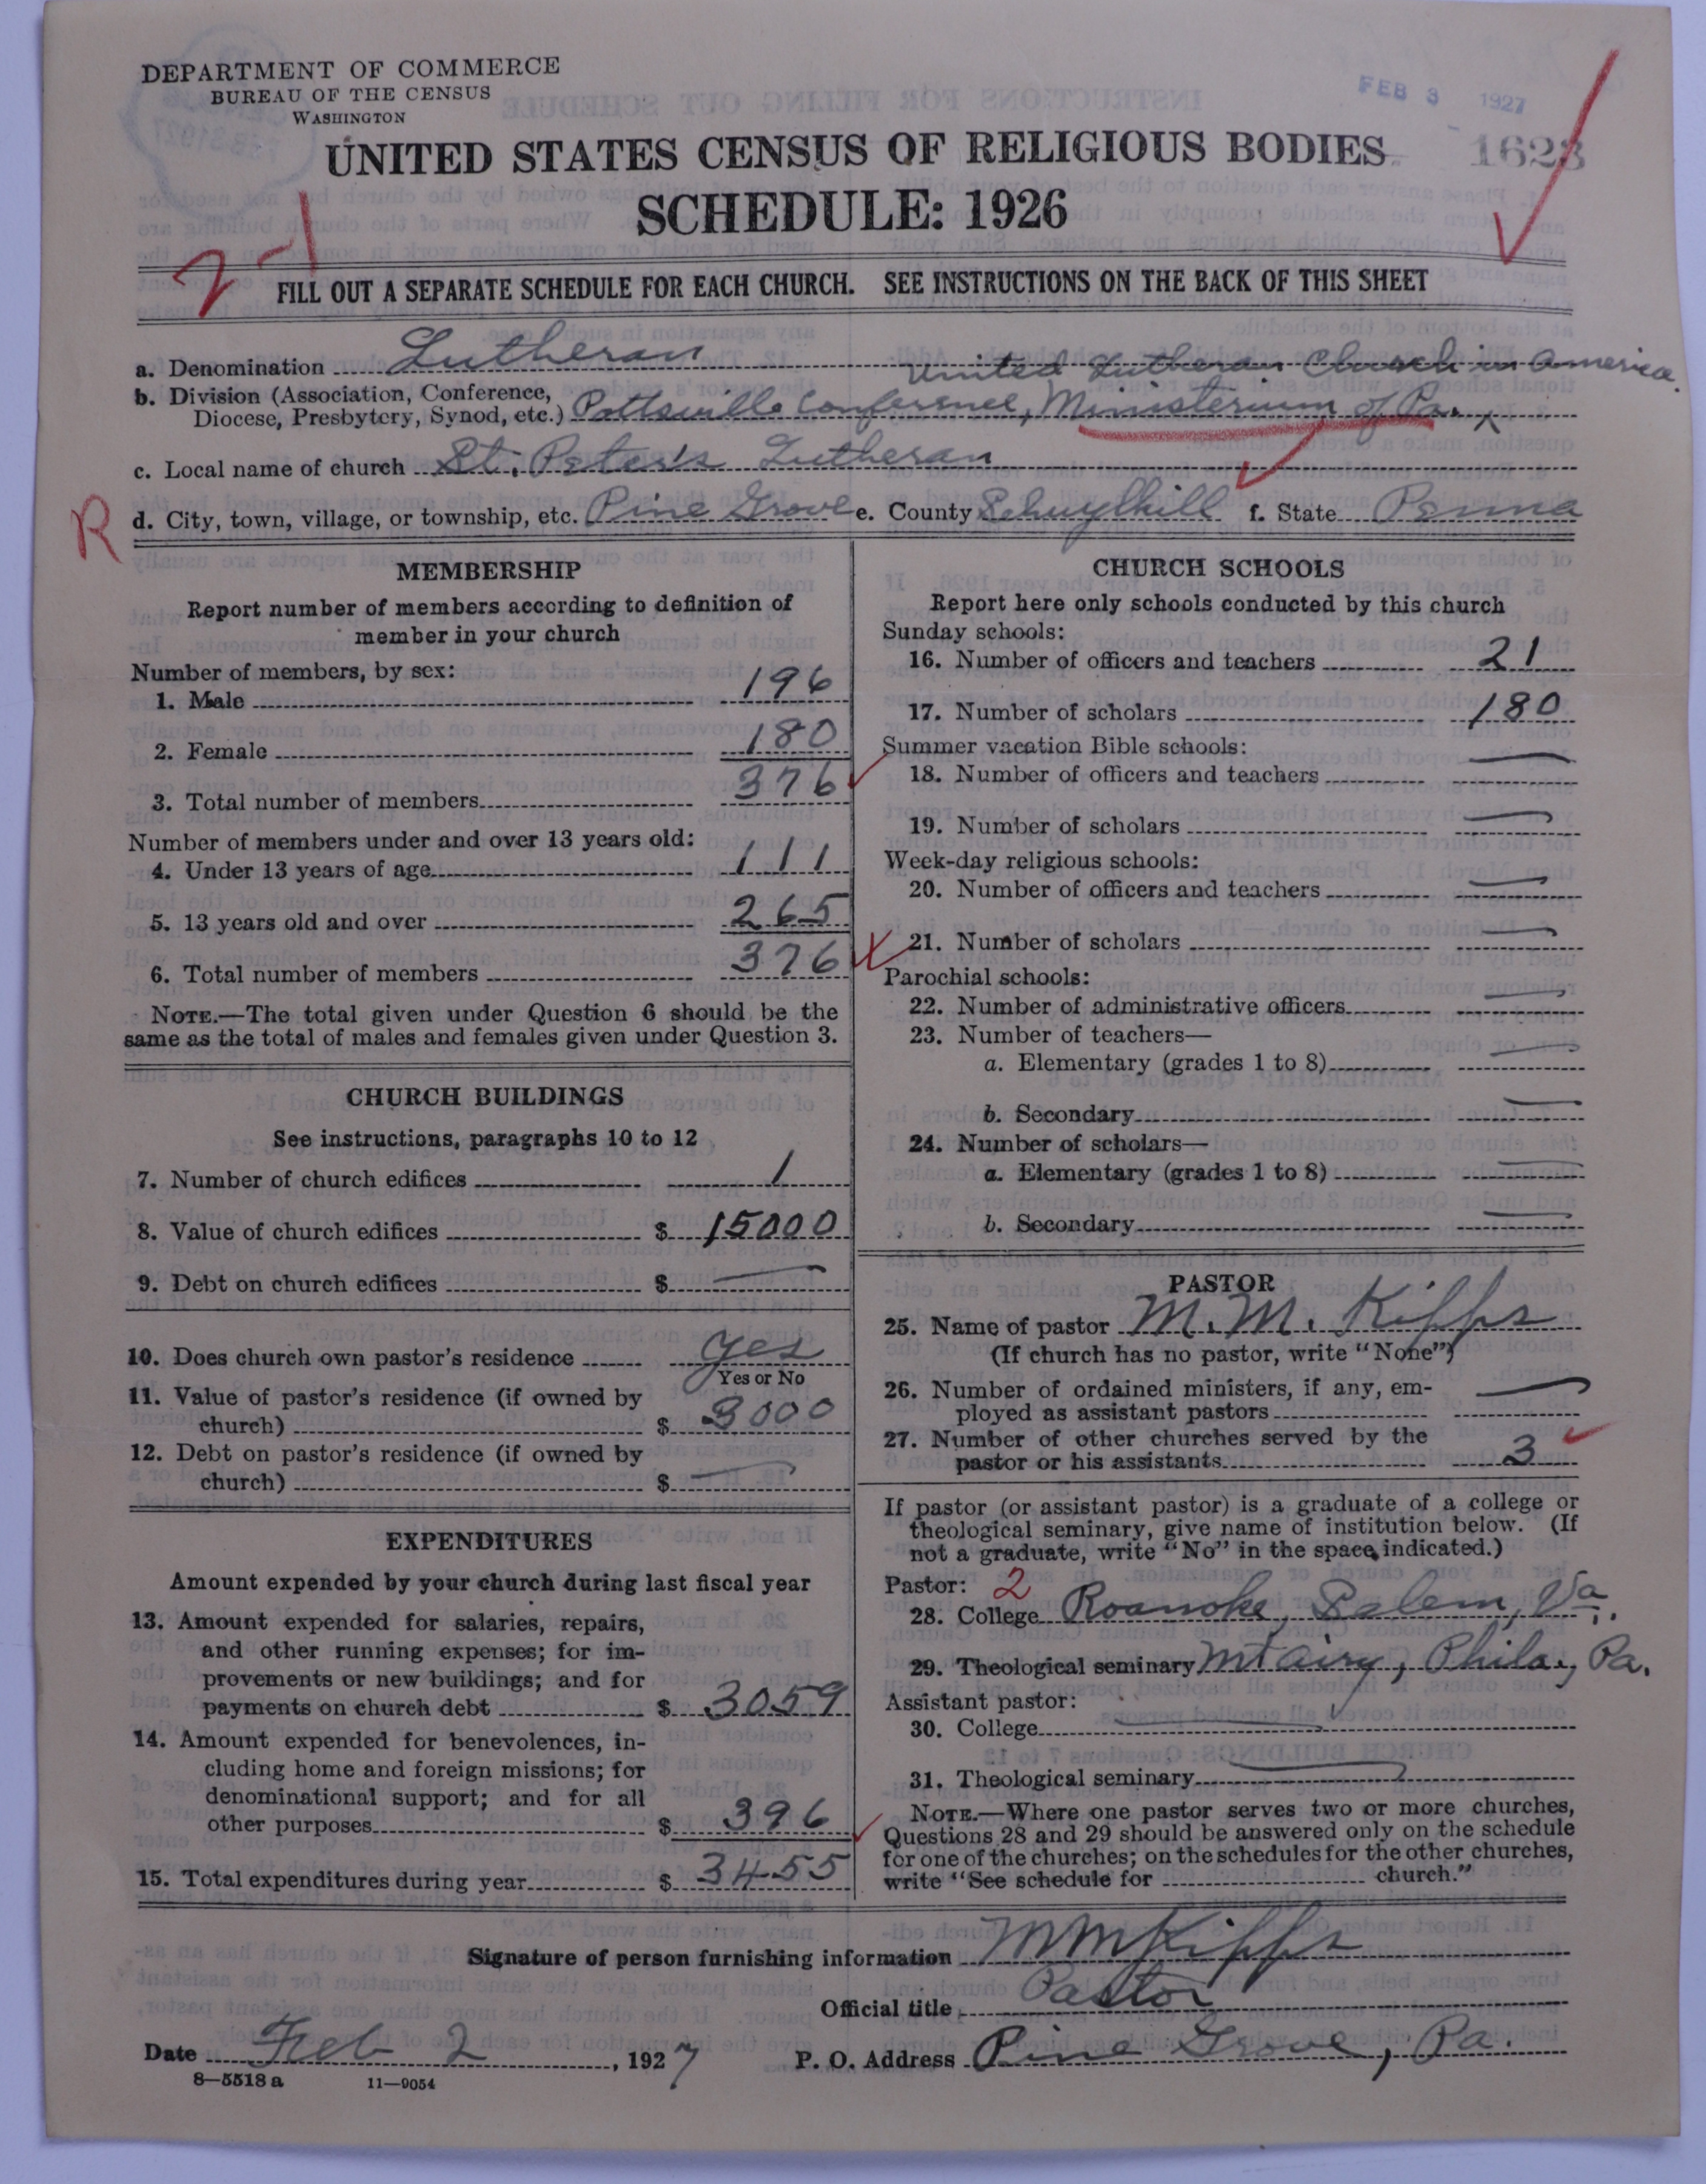 DEPARTMENT OF COMMERCE
BUREAU OF THE CENSUS
WASHINGTON
FEB 3 1927
1623
UNITED STATES CENSUS OF RELIGIOUS BODIES
SCHEDULE: 1926
2-1
FILL OUT A SEPARATE SCHEDULE FOR EACH CHURCH. SEE INSTRUCTIONS ON THE BACK OF THIS SHEET
a. Denomination Lutheran United Lutheran Church in America
b. Division (Association, Conference,
Diocese, Presbytery, Synod, etc.) Pottsville Conference, Ministerium of Pa.
c. Local name of church St. Peter's Lutheran
R d. City, town, village, or township, etc. Pine Grove e. County Schuylkill f. State Penna
MEMBERSHIP
Report number of members according to definition of
member in your church
Number of members, by sex:
1. Male 196
2. Female 180
3. Total number of members 376
Number of members under and over 13 years old:
4. Under 13 years of age 111
5. 13 years old and over 265
6. Total number of members 376
NOTE.—The total given under Question 6 should be the
same as the total of males and females given under Question 3.
CHURCH BUILDINGS
See instructions, paragraphs 10 to 12
7. Number of church edifices 1
8. Value of church edifices $ 15000
9. Debt on church edifices $ —
10. Does church own pastor's residence yes
Yes or No
11. Value of pastor's residence (if owned by
church) $ 3000
12. Debt on pastor's residence (if owned by
church) $ —
EXPENDITURES
Amount expended by your church during last fiscal year
13. Amount expended for salaries, repairs,
and other running expenses; for im-
provements or new buildings; and for
payments on church debt $ 3059
14. Amount expended for benevolences, in-
cluding home and foreign missions; for
denominational support; and for all
other purposes $ 396
15. Total expenditures during year $ 3455
CHURCH SCHOOLS
Report here only schools conducted by this church
Sunday schools:
16. Number of officers and teachers 21
17. Number of scholars 180
Summer vacation Bible schools:
18. Number of officers and teachers —
19. Number of scholars —
Week-day religious schools:
20. Number of officers and teachers —
21. Number of scholars —
Parochial schools:
22. Number of administrative officers —
23. Number of teachers—
a. Elementary (grades 1 to 8) —
b. Secondary —
24. Number of scholars—
a. Elementary (grades 1 to 8) —
b. Secondary —
PASTOR
25. Name of pastor M. M. Kipps
(If church has no pastor, write "None")
26. Number of ordained ministers, if any, em-
ployed as assistant pastors —
27. Number of other churches served by the
pastor or his assistants 3
If pastor (or assistant pastor) is a graduate of a college or
theological seminary, give name of institution below. (If
not a graduate, write "No" in the space indicated.)
Pastor: 2
28. College Roanoke, Salem, Va.
29. Theological seminary Mt Airy, Phila., Pa.
Assistant pastor:
30. College —
31. Theological seminary —
NOTE.—Where one pastor serves two or more churches,
Questions 28 and 29 should be answered only on the schedule
for one of the churches; on the schedules for the other churches,
write "See schedule for church."
Signature of person furnishing information M M Kipps
Official title Pastor
Date Feb 2, 1927 P. O. Address Pine Grove, Pa.
8—5518 a 11—9054